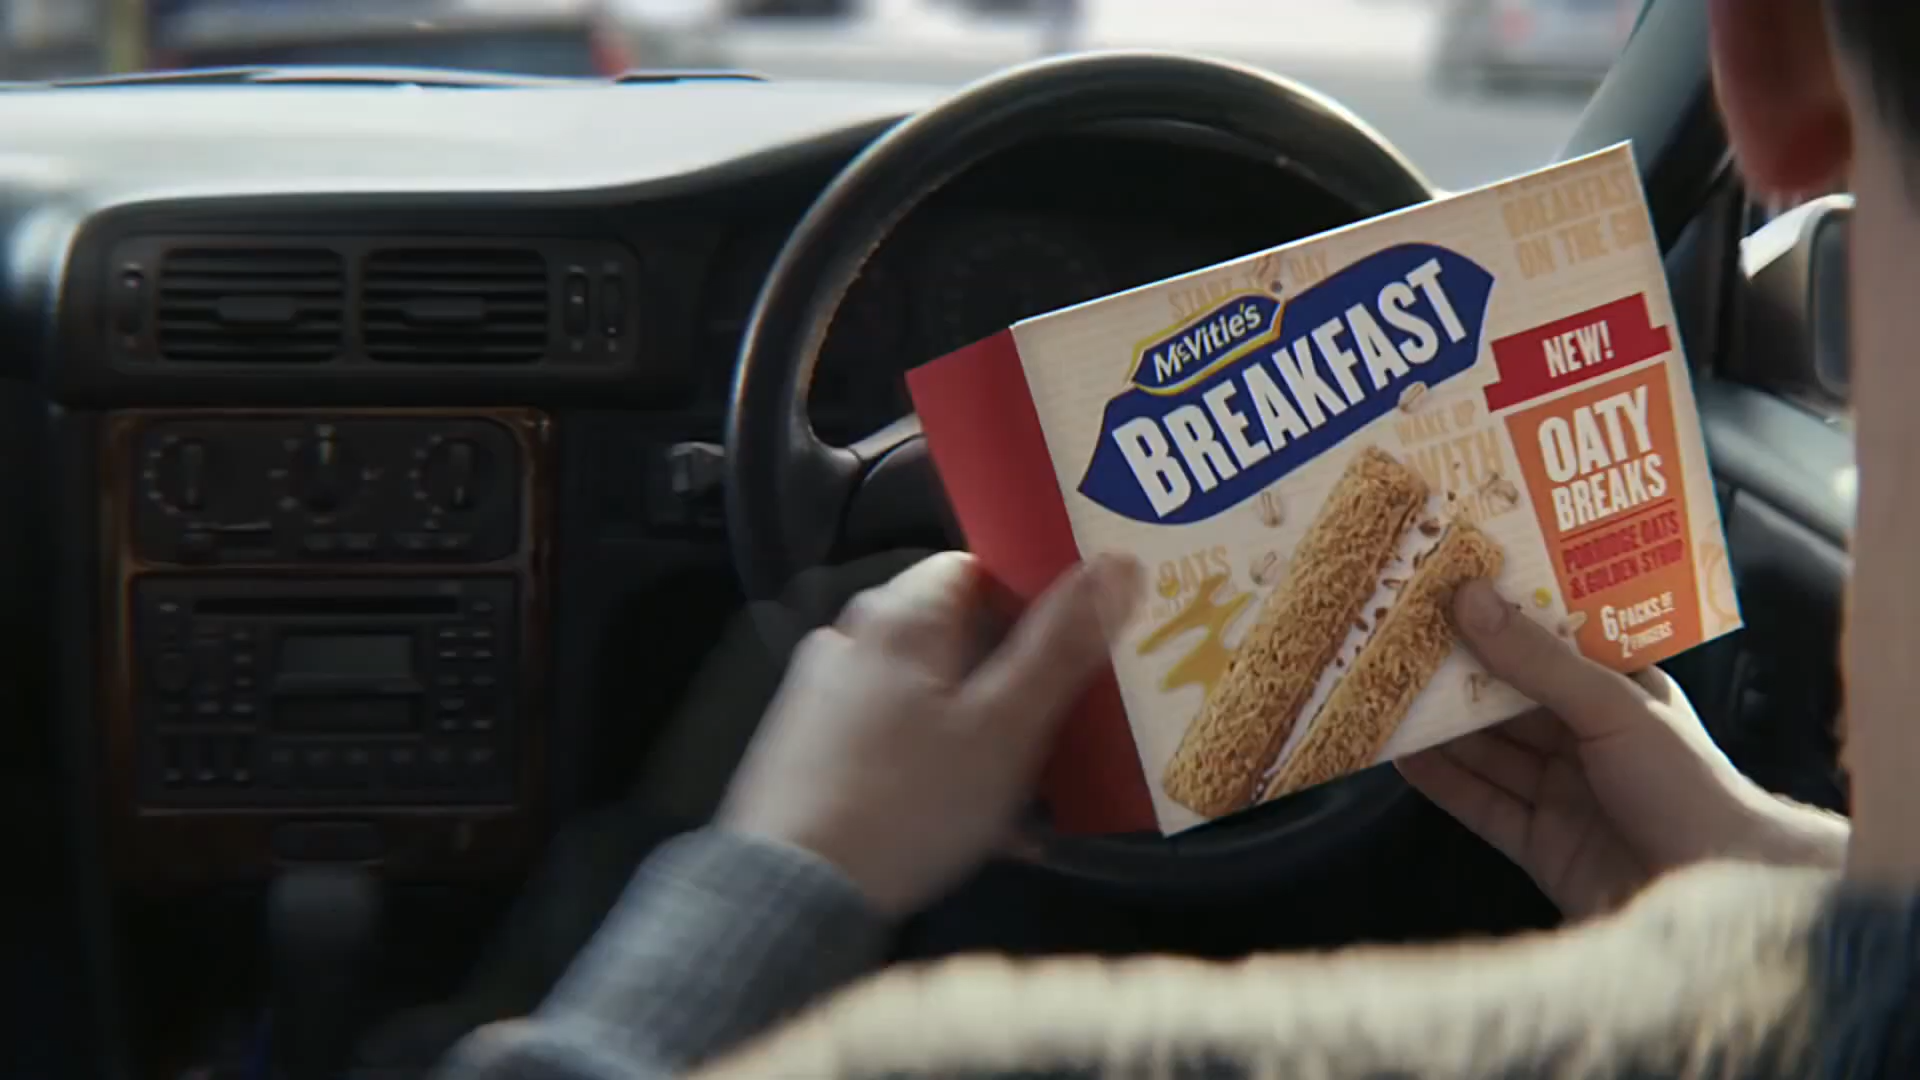 BREAKFAST
ON THE GO
START
DAY
McVitie's
BREAKFAST
NEW!
WAKE UP
WITH
OATY
BREAKS
PORRIDGE OATS
& GOLDEN SYRUP
OATS
6 PACKS OF
2 FINGERS